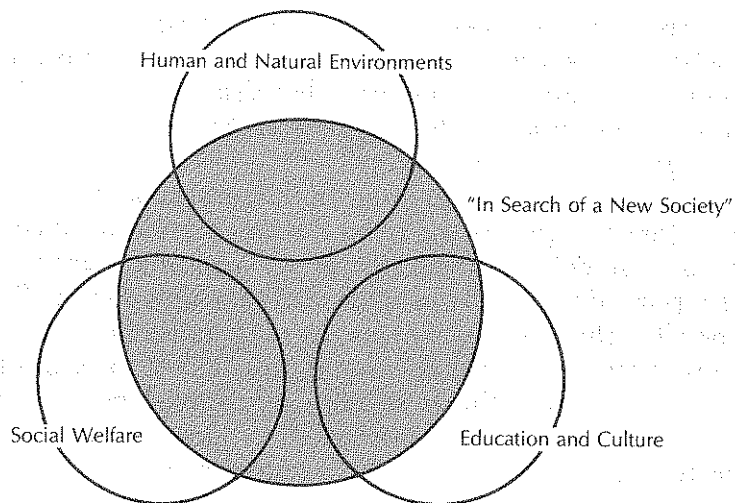 Human and Natural Environments
"In Search of a New Society"
Social Welfare
Education and Culture